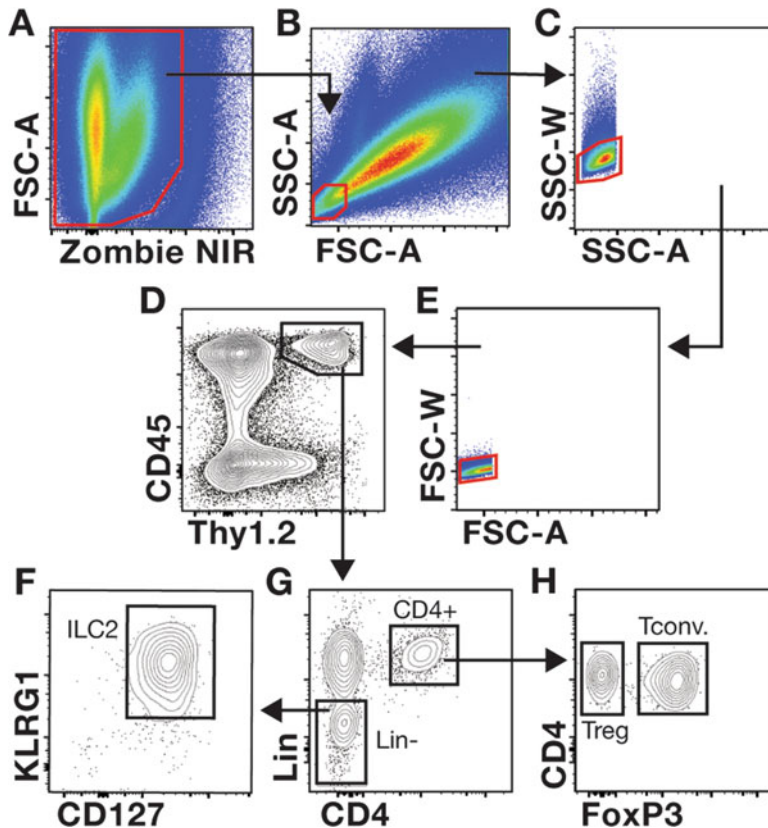 A
FSC-A
Zombie NIR
B
SSC-A
FSC-A
C
SSC-W
SSC-A
D
CD45
Thy1.2
E
FSC-W
FSC-A
F
ILC2
KLRG1
CD127
G
CD4+
Lin
Lin-
CD4
H
Tconv.
Treg
CD4
FoxP3